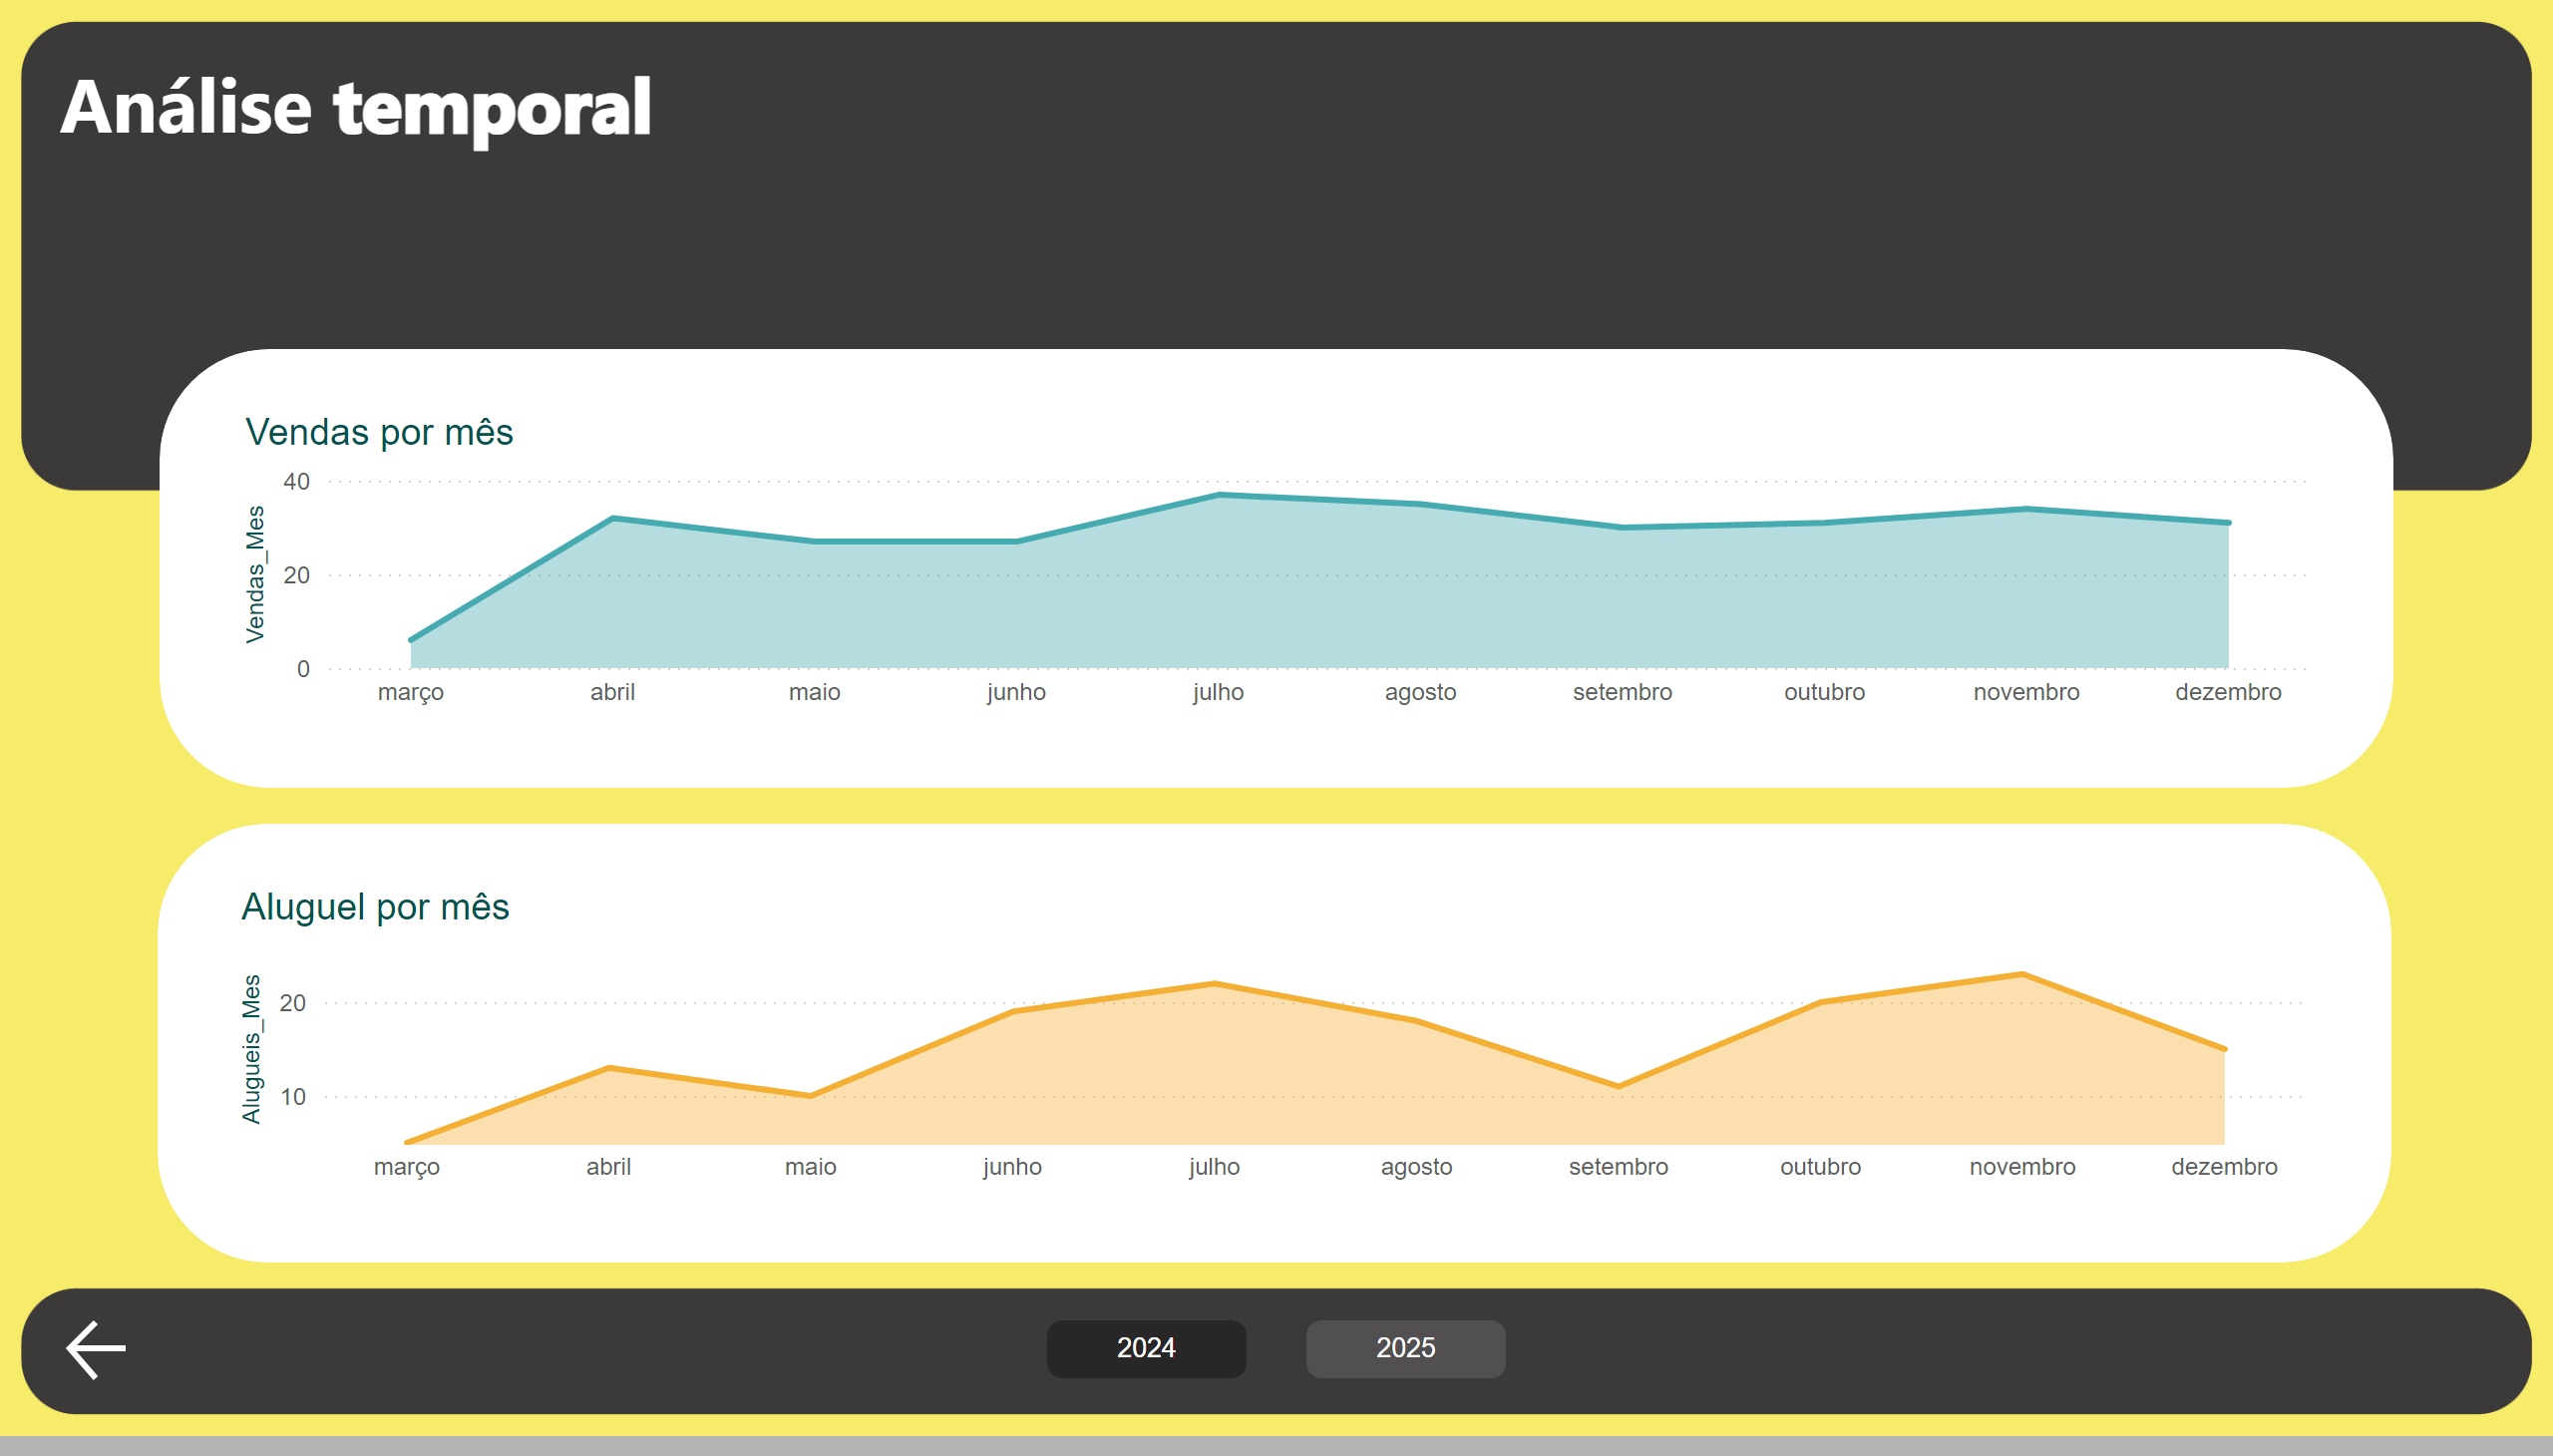 Análise temporal
Vendas por mês
Vendas_Mes
40
20
0
março abril maio junho julho agosto setembro outubro novembro dezembro
Aluguel por mês
Alugueis_Mes
20
10
março abril maio junho julho agosto setembro outubro novembro dezembro
2024 2025